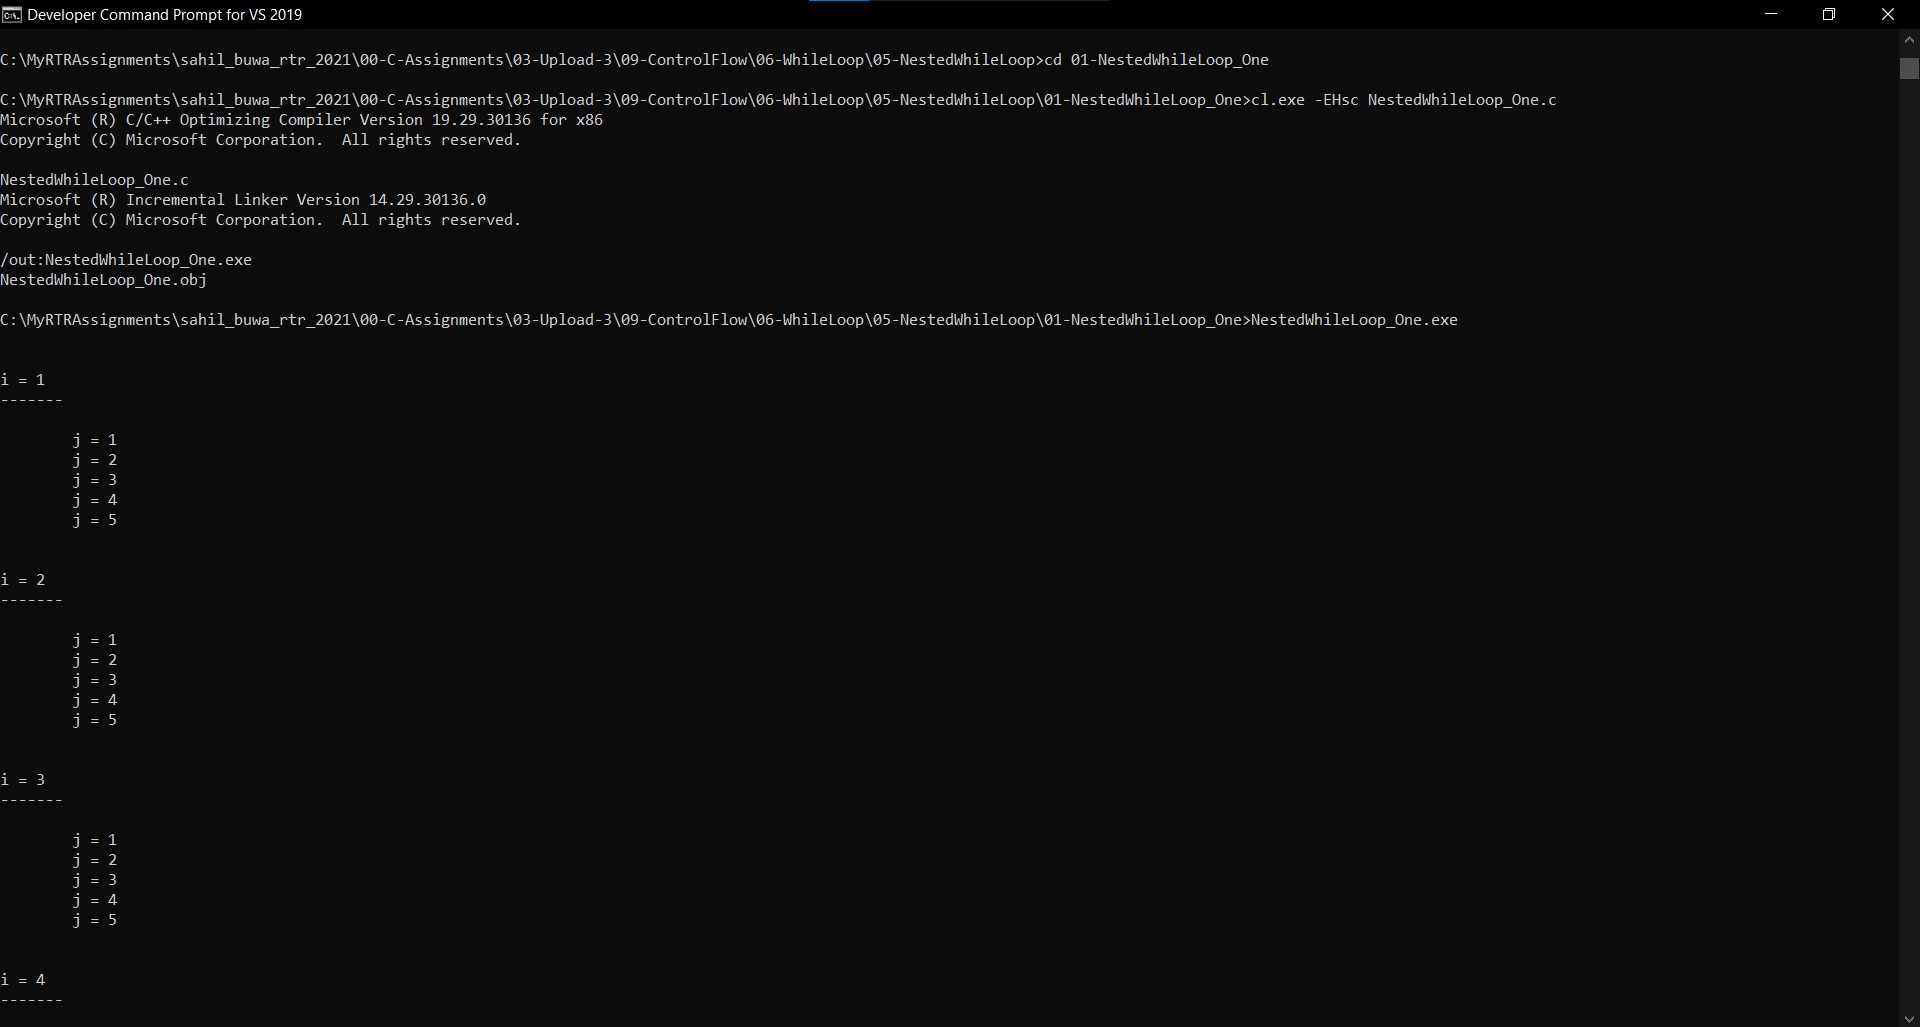 Developer Command Prompt for VS 2019
C:\MyRTRAssignments\sahil_buwa_rtr_2021\00-C-Assignments\03-Upload-3\09-ControlFlow\06-WhileLoop\05-NestedWhileLoop>cd 01-NestedWhileLoop_One
C:\MyRTRAssignments\sahil_buwa_rtr_2021\00-C-Assignments\03-Upload-3\09-ControlFlow\06-WhileLoop\05-NestedWhileLoop\01-NestedWhileLoop_One>cl.exe -EHsc NestedWhileLoop_One.c
Microsoft (R) C/C++ Optimizing Compiler Version 19.29.30136 for x86
Copyright (C) Microsoft Corporation.  All rights reserved.
NestedWhileLoop_One.c
Microsoft (R) Incremental Linker Version 14.29.30136.0
Copyright (C) Microsoft Corporation.  All rights reserved.
/out:NestedWhileLoop_One.exe
NestedWhileLoop_One.obj
C:\MyRTRAssignments\sahil_buwa_rtr_2021\00-C-Assignments\03-Upload-3\09-ControlFlow\06-WhileLoop\05-NestedWhileLoop\01-NestedWhileLoop_One>NestedWhileLoop_One.exe
i = 1
-------
j = 1
j = 2
j = 3
j = 4
j = 5
i = 2
-------
j = 1
j = 2
j = 3
j = 4
j = 5
i = 3
-------
j = 1
j = 2
j = 3
j = 4
j = 5
i = 4
-------